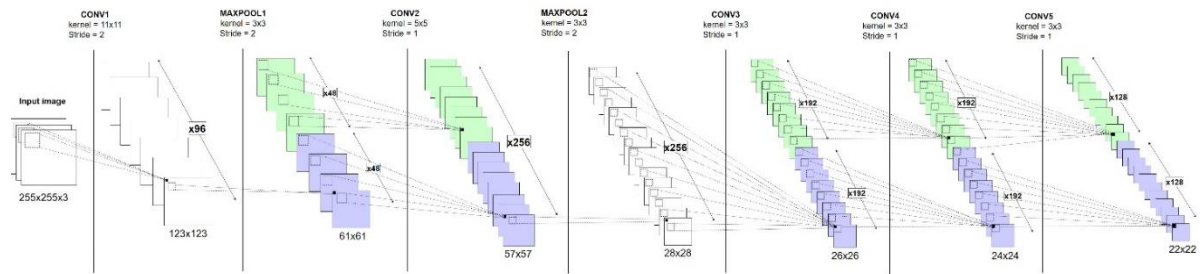 CONV1
kernel = 11x11
Stride = 2
MAXPOOL1
kernel = 3x3
Stride = 2
CONV2
kernel = 5x5
Stride = 1
MAXPOOL2
kernel = 3x3
Stride = 2
CONV3
kernel = 3x3
Stride = 1
CONV4
kernel = 3x3
Stride = 1
CONV5
kernel = 3x3
Stride = 1
Input image
255x255x3
x96
123x123
x48
x48
61x61
x256
57x57
x256
28x28
x192
x192
26x26
x192
x192
24x24
x128
x128
22x22